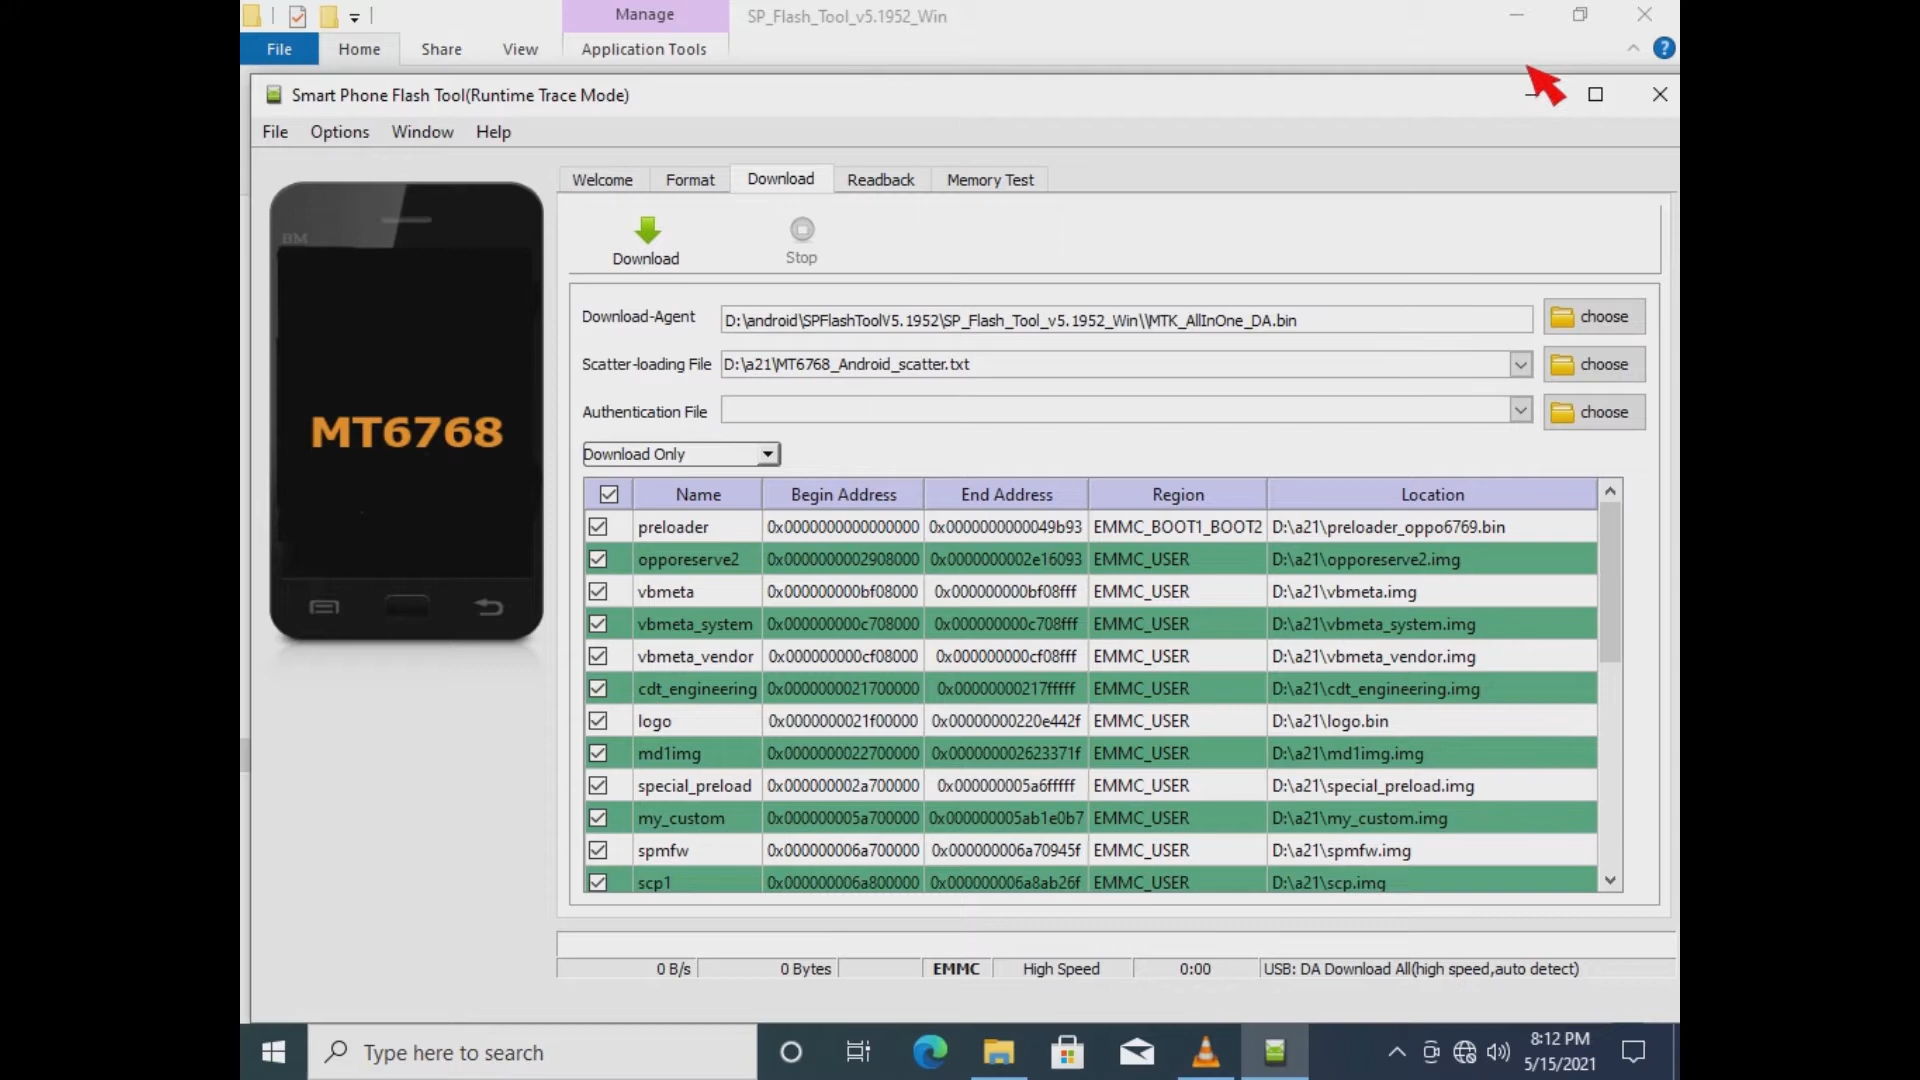 Manage
SP_Flash_Tool_v5.1952_Win
File
Home
Share
View
Application Tools
Smart Phone Flash Tool(Runtime Trace Mode)
File Options Window Help
BM
MT6768
Welcome Format Download Readback Memory Test
Download
Stop
Download-Agent D:\android\SPFlashToolV5.1952\SP_Flash_Tool_v5.1952_Win\\MTK_AllInOne_DA.bin choose
Scatter-loading File D:\a21\MT6768_Android_scatter.txt choose
Authentication File choose
Download Only
Name Begin Address End Address Region Location
preloader 0x0000000000000000 0x0000000000049b93 EMMC_BOOT1_BOOT2 D:\a21\preloader_oppo6769.bin
opporeserve2 0x0000000002908000 0x0000000002e16093 EMMC_USER D:\a21\opporeserve2.img
vbmeta 0x000000000bf08000 0x000000000bf08fff EMMC_USER D:\a21\vbmeta.img
vbmeta_system 0x000000000c708000 0x000000000c708fff EMMC_USER D:\a21\vbmeta_system.img
vbmeta_vendor 0x000000000cf08000 0x000000000cf08fff EMMC_USER D:\a21\vbmeta_vendor.img
cdt_engineering 0x0000000021700000 0x00000000217fffff EMMC_USER D:\a21\cdt_engineering.img
logo 0x0000000021f00000 0x00000000220e442f EMMC_USER D:\a21\logo.bin
md1img 0x0000000022700000 0x000000002623371f EMMC_USER D:\a21\md1img.img
special_preload 0x000000002a700000 0x000000005a6fffff EMMC_USER D:\a21\special_preload.img
my_custom 0x000000005a700000 0x000000005ab1e0b7 EMMC_USER D:\a21\my_custom.img
spmfw 0x000000006a700000 0x000000006a70945f EMMC_USER D:\a21\spmfw.img
scp1 0x000000006a800000 0x000000006a8ab26f EMMC_USER D:\a21\scp.img
0 B/s 0 Bytes EMMC High Speed 0:00 USB: DA Download All(high speed,auto detect)
Type here to search
8:12 PM
5/15/2021